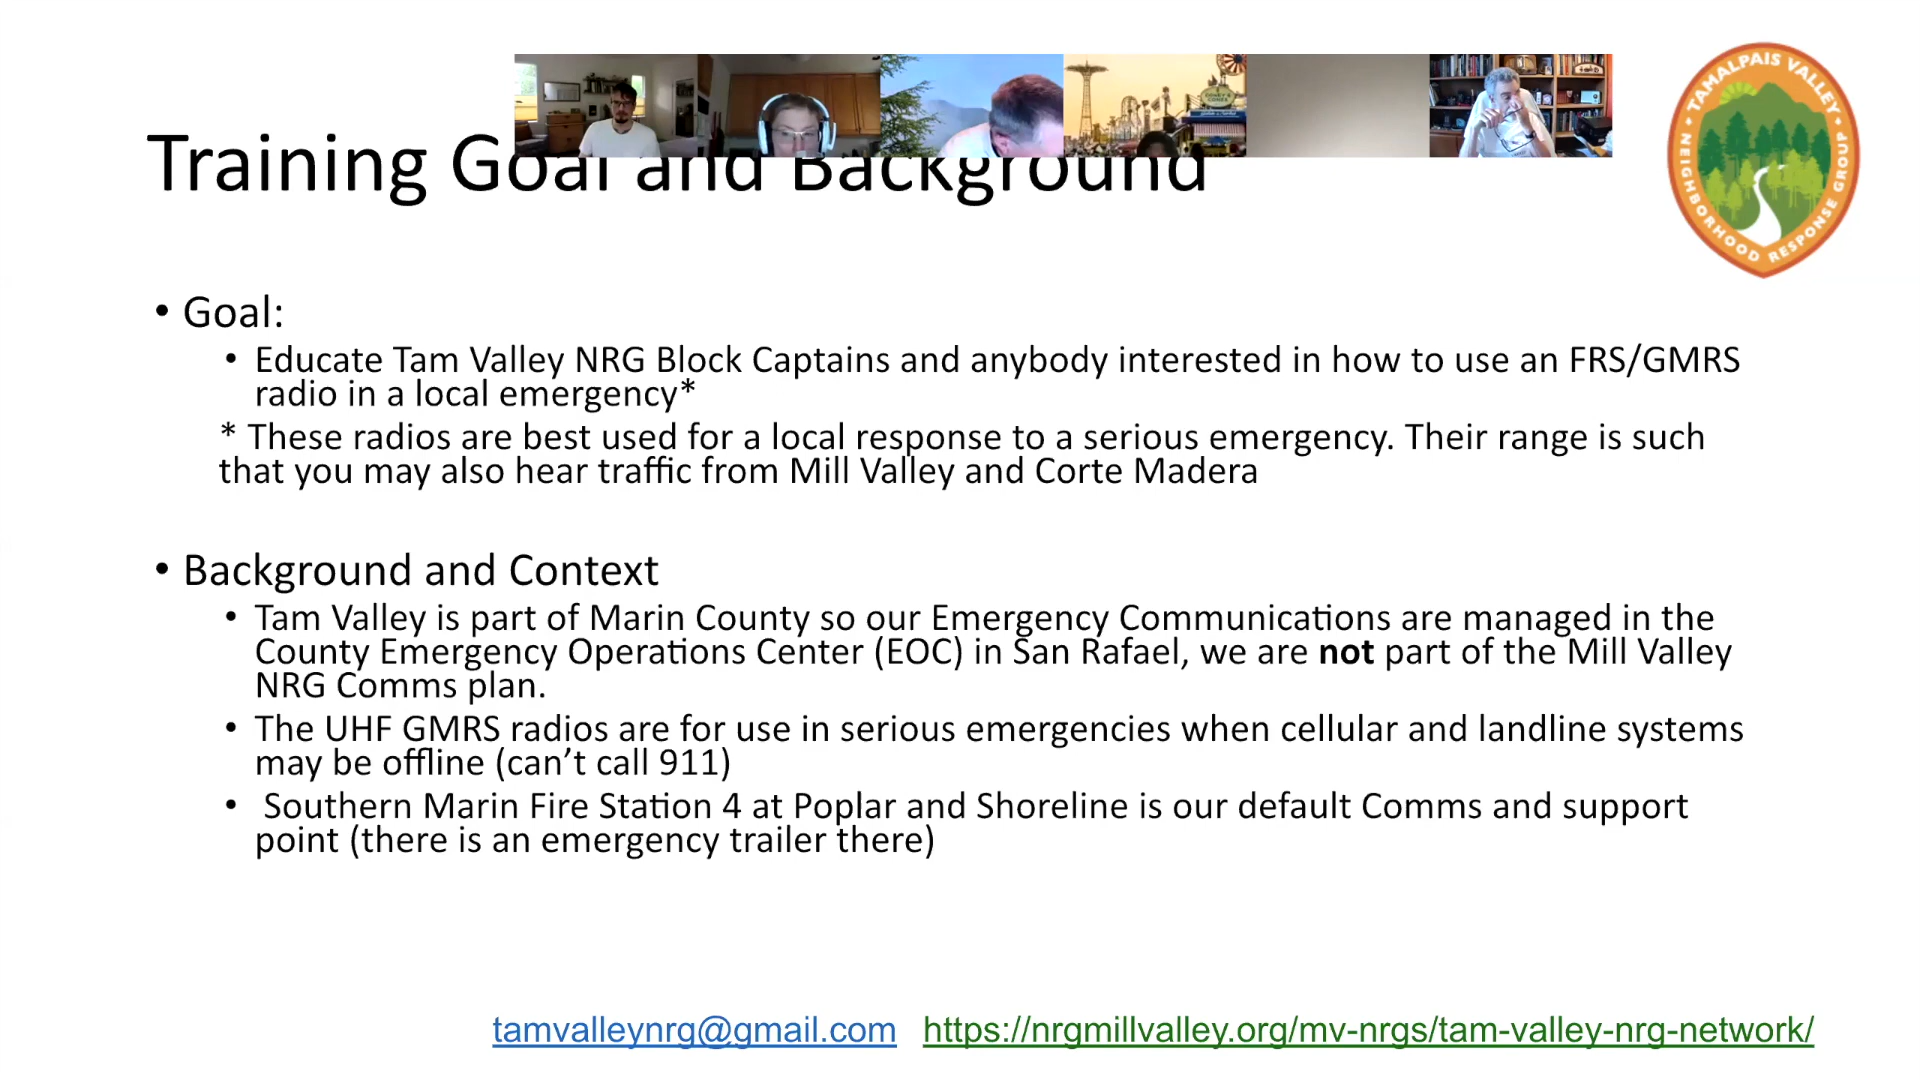 Training Goal and Background
TAMALPAIS VALLEY
NEIGHBORHOOD RESPONSE GROUP
• Goal:
• Educate Tam Valley NRG Block Captains and anybody interested in how to use an FRS/GMRS
radio in a local emergency*
* These radios are best used for a local response to a serious emergency. Their range is such
that you may also hear traffic from Mill Valley and Corte Madera
• Background and Context
• Tam Valley is part of Marin County so our Emergency Communications are managed in the
County Emergency Operations Center (EOC) in San Rafael, we are not part of the Mill Valley
NRG Comms plan.
• The UHF GMRS radios are for use in serious emergencies when cellular and landline systems
may be offline (can’t call 911)
• Southern Marin Fire Station 4 at Poplar and Shoreline is our default Comms and support
point (there is an emergency trailer there)
tamvalleynrg@gmail.com https://nrgmillvalley.org/mv-nrgs/tam-valley-nrg-network/